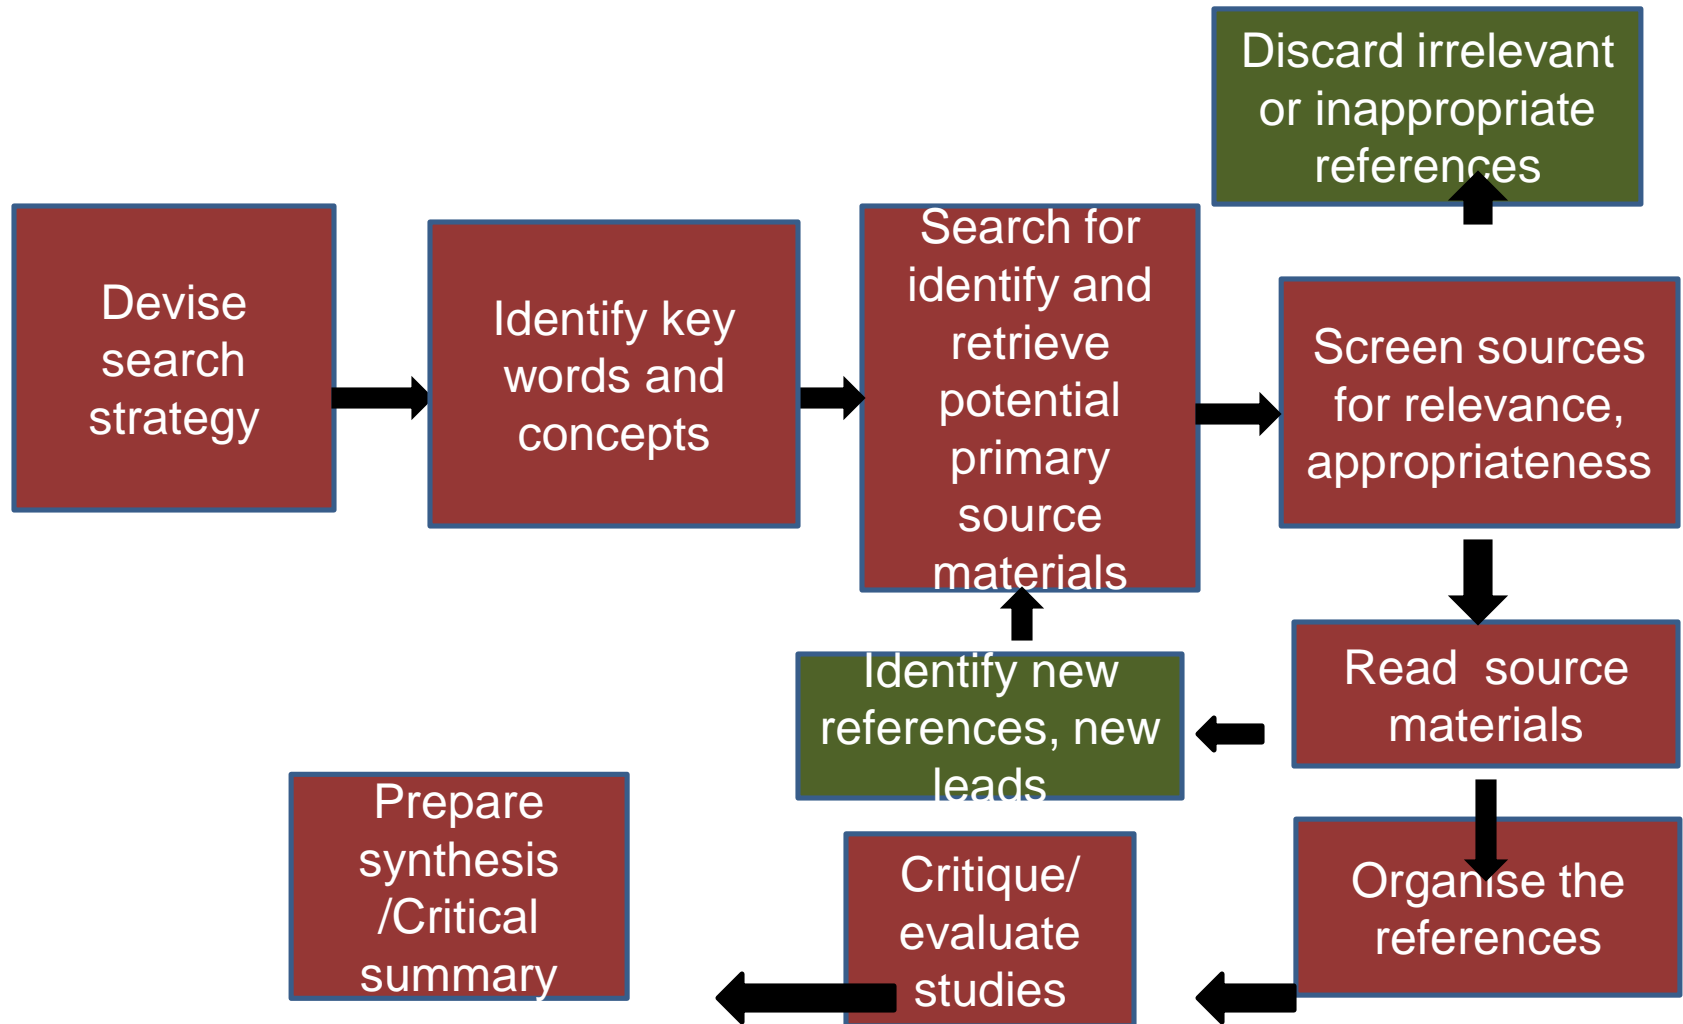 Discard irrelevant
or inappropriate
references
Devise
search
strategy
Identify key
words and
concepts
Search for
identify and
retrieve
potential
primary
source
materials
Screen sources
for relevance,
appropriateness
Identify new
references, new
leads
Read source
materials
Prepare
synthesis
/Critical
summary
Critique/
evaluate
studies
Organise the
references